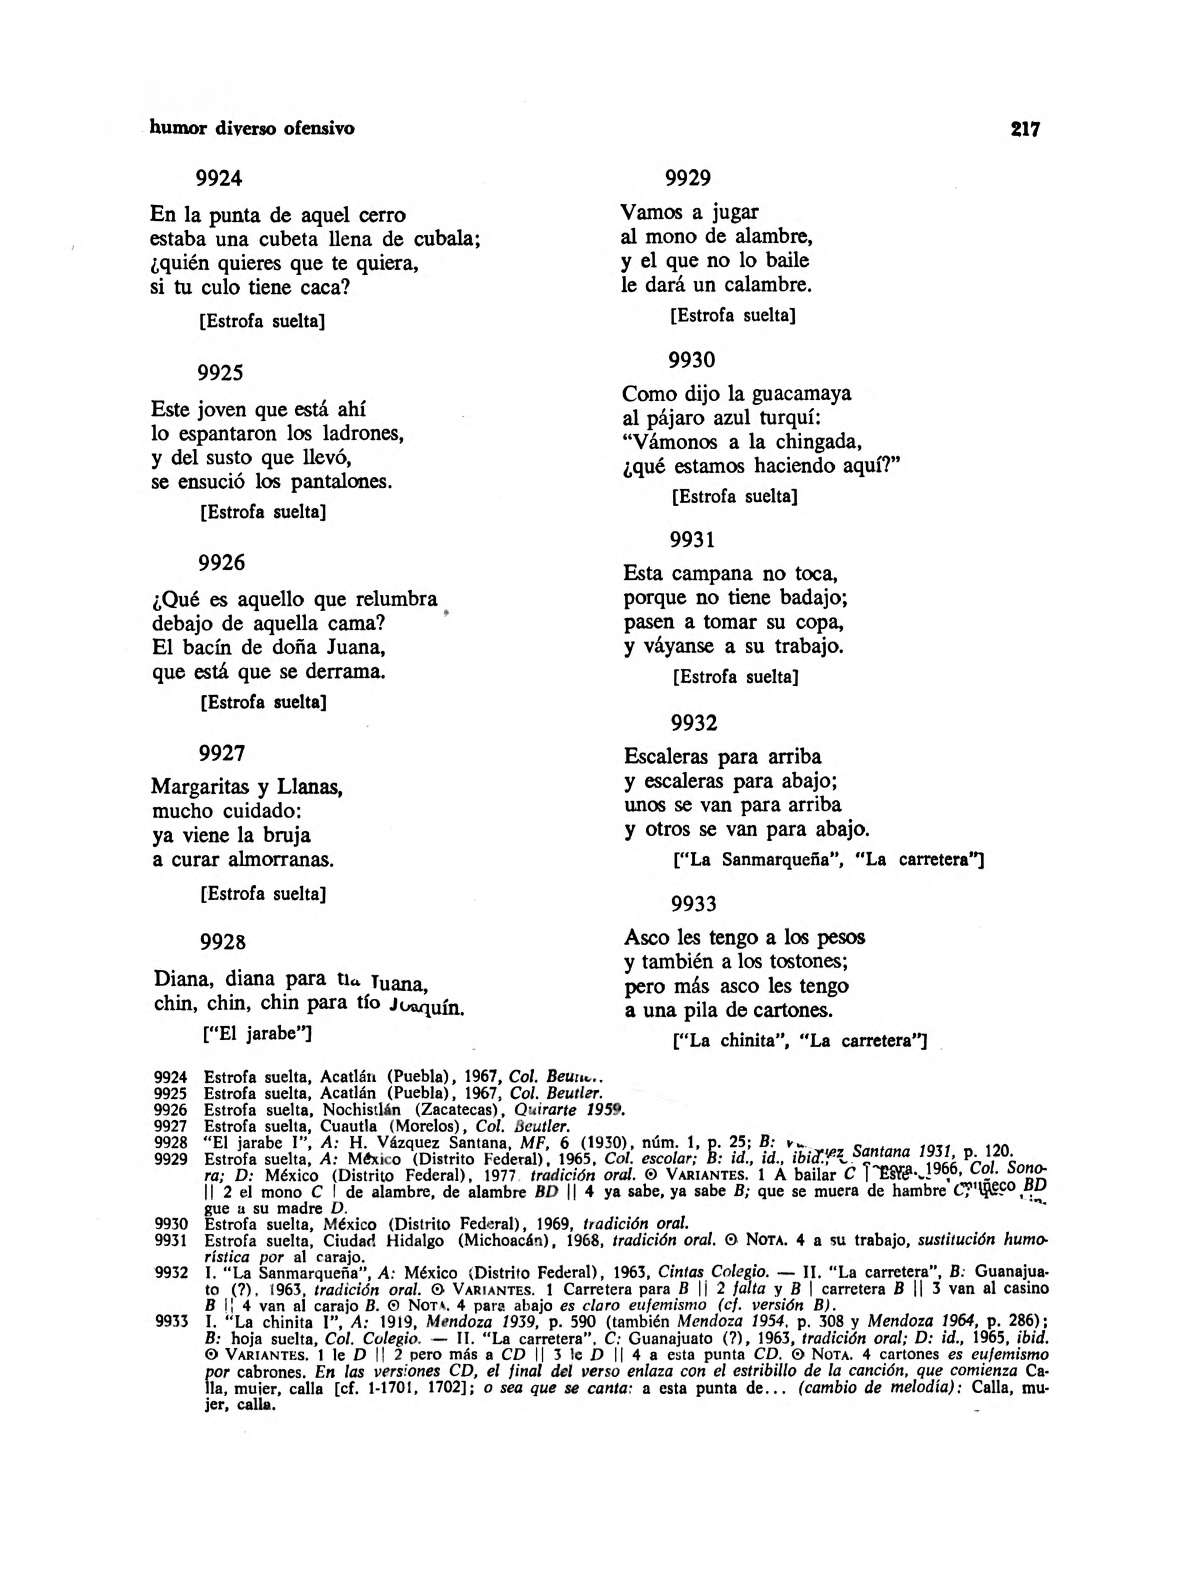 humor diverso ofensivo
217
9924
En la punta de aquel cerro
estaba una cubeta llena de cubala;
¿quién quieres que te quiera,
si tu culo tiene caca?
[Estrofa suelta]
9925
Este joven que está ahí
lo espantaron los ladrones,
y del susto que llevó,
se ensució los pantalones.
[Estrofa suelta]
9926
¿Qué es aquello que relumbra
debajo de aquella cama?
El bacín de doña Juana,
que está que se derrama.
[Estrofa suelta]
9927
Margaritas y Llanas,
mucho cuidado:
ya viene la bruja
a curar almorranas.
[Estrofa suelta]
9928
Diana, diana para tía Juana,
chin, chin, chin para tío Joaquín.
["El jarabe"]
9929
Vamos a jugar
al mono de alambre,
y el que no lo baile
le dará un calambre.
[Estrofa suelta]
9930
Como dijo la guacamaya
al pájaro azul turquí:
"Vámonos a la chingada,
¿qué estamos haciendo aquí?"
[Estrofa suelta]
9931
Esta campana no toca,
porque no tiene badajo;
pasen a tomar su copa,
y váyanse a su trabajo.
[Estrofa suelta]
9932
Escaleras para arriba
y escaleras para abajo;
unos se van para arriba
y otros se van para abajo.
["La Sanmarqueña", "La carretera"]
9933
Asco les tengo a los pesos
y también a los tostones;
pero más asco les tengo
a una pila de cartones.
["La chinita", "La carretera"]
9924 Estrofa suelta, Acatlán (Puebla), 1967, Col. Beutler.
9925 Estrofa suelta, Acatlán (Puebla), 1967, Col. Beutler.
9926 Estrofa suelta, Nochistlán (Zacatecas), Quirarte 1959.
9927 Estrofa suelta, Cuautla (Morelos), Col. Beutler.
9928 "El jarabe I", A: H. Vázquez Santana, MF, 6 (1930), núm. 1, p. 25; B: Santana 1931, p. 120.
9929 Estrofa suelta, A: México (Distrito Federal), 1965, Col. escolar; B: id., id., ibid.; 1966, Col. Sono-
ra; D: México (Distrito Federal), 1977 tradición oral. ⊙ VARIANTES. 1 A bailar C | BD
|| 2 el mono C | de alambre, de alambre BD || 4 ya sabe, ya sabe B; que se muera de hambre C;
gue a su madre D.
9930 Estrofa suelta, México (Distrito Federal), 1969, tradición oral.
9931 Estrofa suelta, Ciudad Hidalgo (Michoacán), 1968, tradición oral. ⊙ NOTA. 4 a su trabajo, sustitución humo-
rística por al carajo.
9932 I. "La Sanmarqueña", A: México (Distrito Federal), 1963, Cintas Colegio. — II. "La carretera", B: Guanajua-
to (?), 1963, tradición oral. ⊙ VARIANTES. 1 Carretera para B || 2 falta y B | carretera B || 3 van al casino
B || 4 van al carajo B. ⊙ NOTA. 4 para abajo es claro eufemismo (cf. versión B).
9933 I. "La chinita I", A: 1919, Mendoza 1939, p. 590 (también Mendoza 1954, p. 308 y Mendoza 1964, p. 286);
B: hoja suelta, Col. Colegio. — II. "La carretera", C: Guanajuato (?), 1963, tradición oral; D: id., 1965, ibid.
⊙ VARIANTES. 1 le D || 2 pero más a CD || 3 le D || 4 a esta punta CD. ⊙ NOTA. 4 cartones es eufemismo
por cabrones. En las versiones CD, el final del verso enlaza con el estribillo de la canción, que comienza Ca-
lla, mujer, calla [cf. 1-1701, 1702]; o sea que se canta: a esta punta de... (cambio de melodía): Calla, mu-
jer, calla.